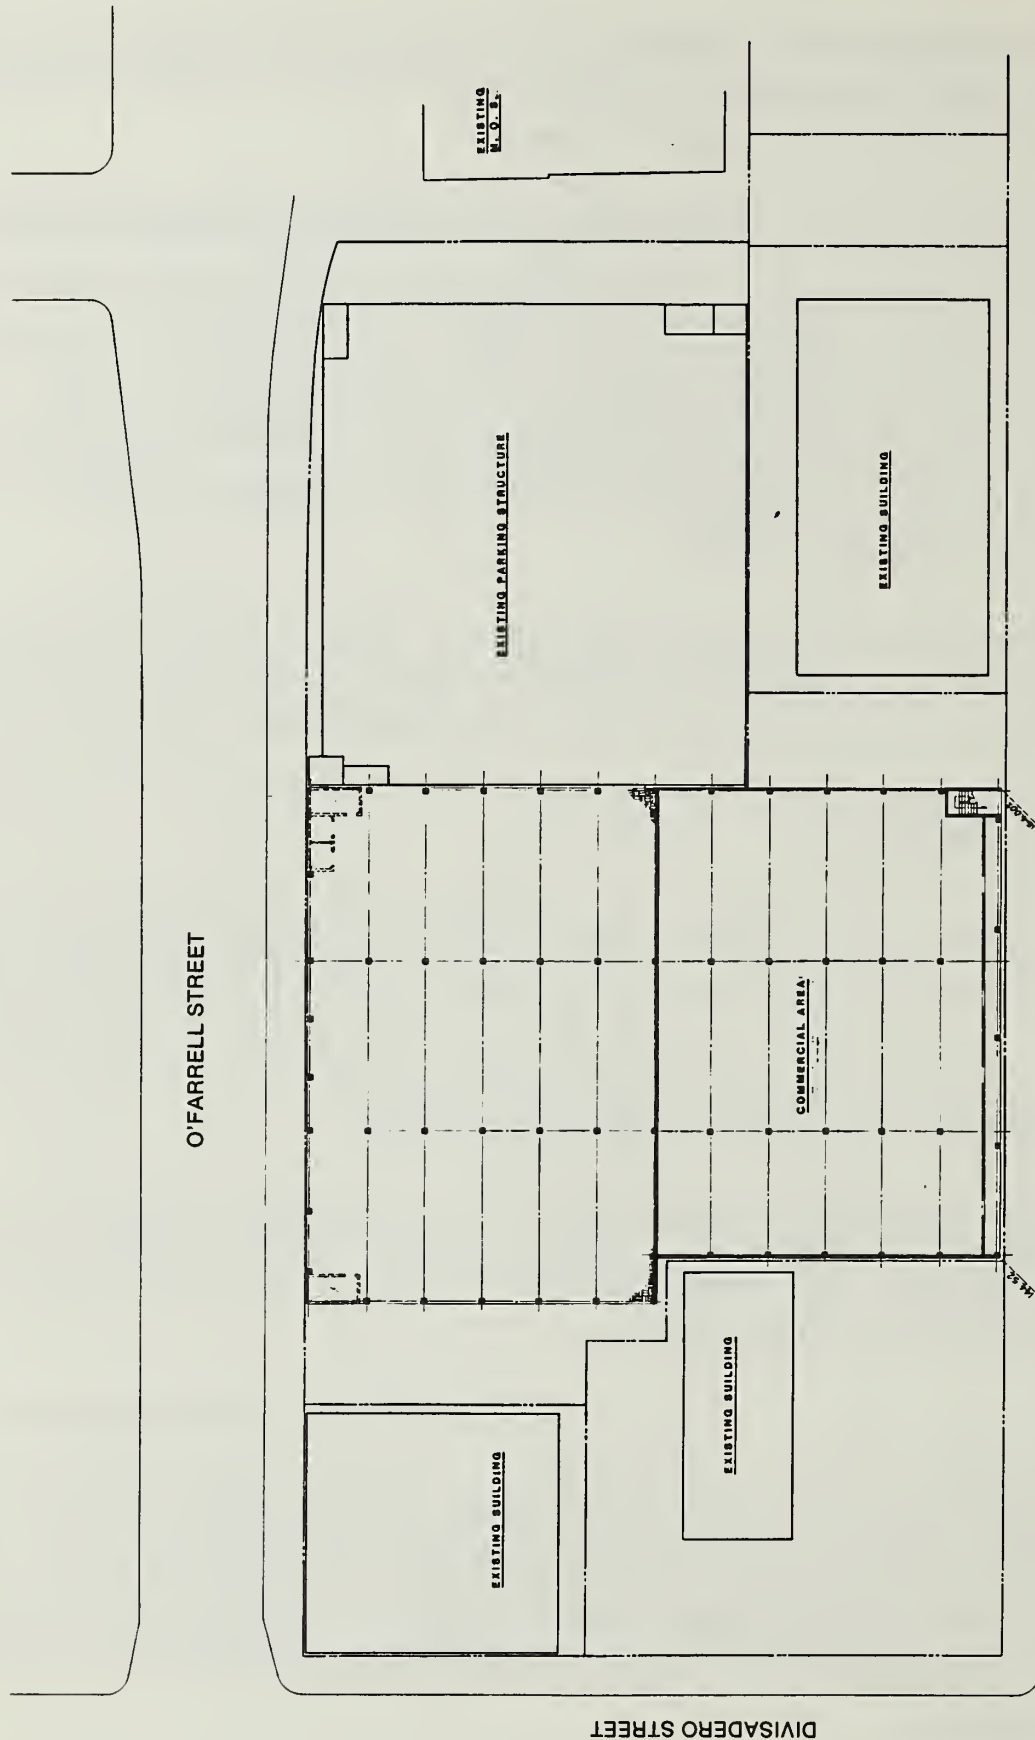 O'FARRELL STREET
EXISTING
M. O. B.
EXISTING PARKING STRUCTURE
EXISTING BUILDING
COMMERCIAL AREA
EXISTING BUILDING
EXISTING BUILDING
DIVISADERO STREET